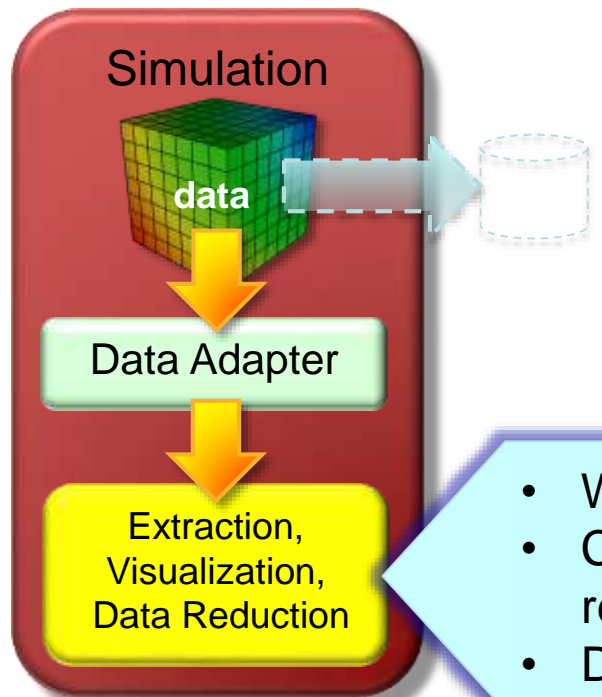 Simulation
data
Data Adapter
Extraction,
Visualization,
Data Reduction